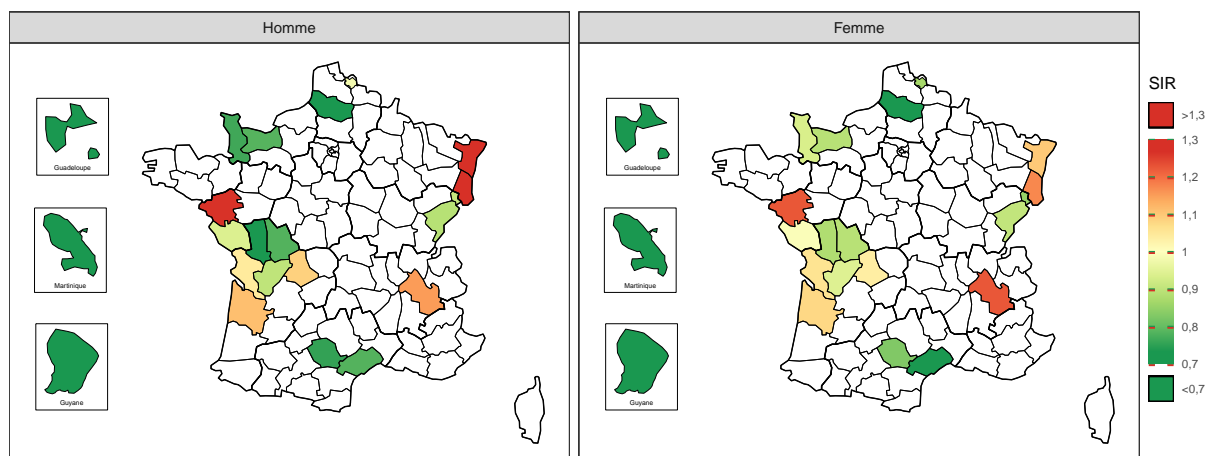 Homme
Femme
Guadeloupe
Martinique
Guyane
Guadeloupe
Martinique
Guyane
SIR
>1,3
1,3
1,2
1,1
1
0,9
0,8
0,7
<0,7